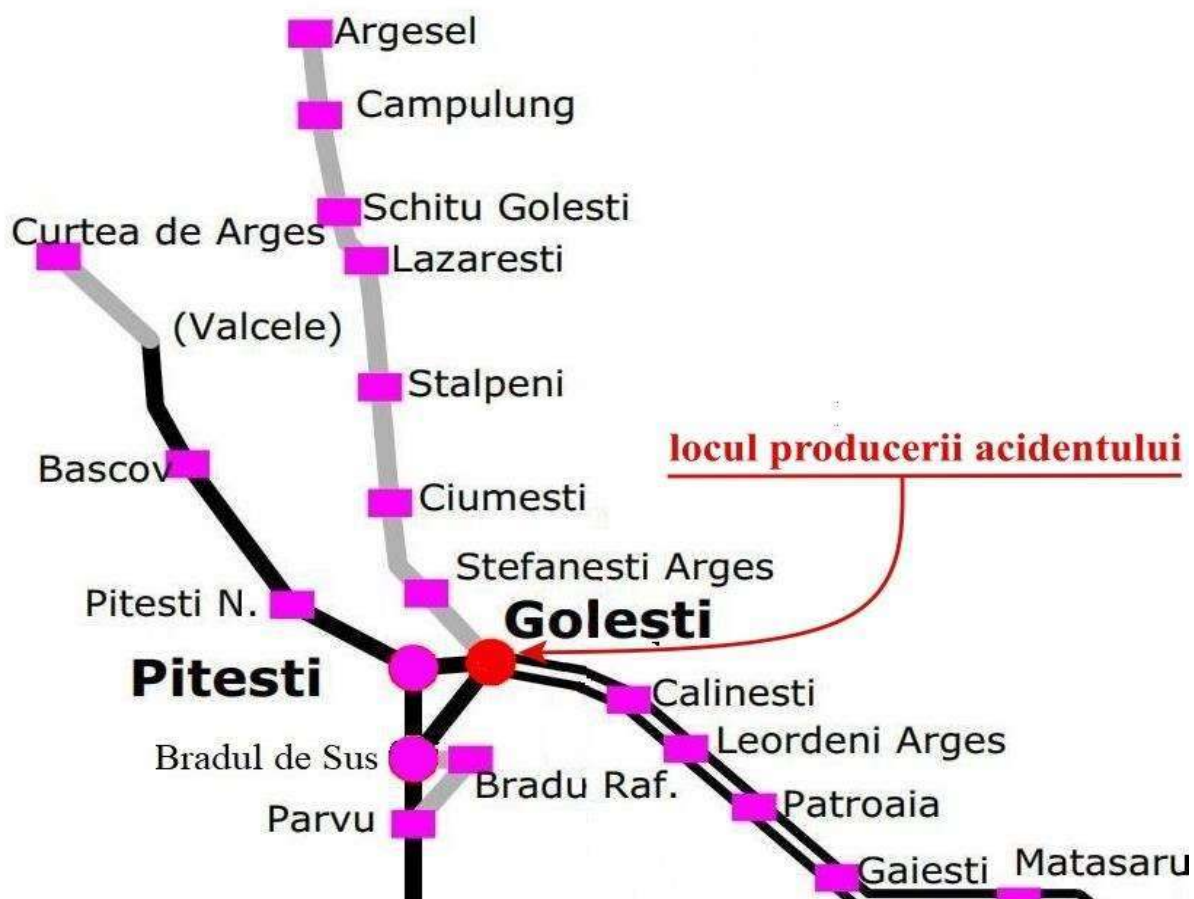 Argesel
Campulung
Schitu Golesti
Curtea de Arges
Lazaresti
(Valcele)
Stalpeni
locul producerii acidentului
Bascov
Ciumesti
Stefanesti Arges
Pitesti N.
Golesti
Pitesti
Calinesti
Leordeni Arges
Bradul de Sus
Bradu Raf.
Patroaia
Parvu
Gaiesti
Matasaru